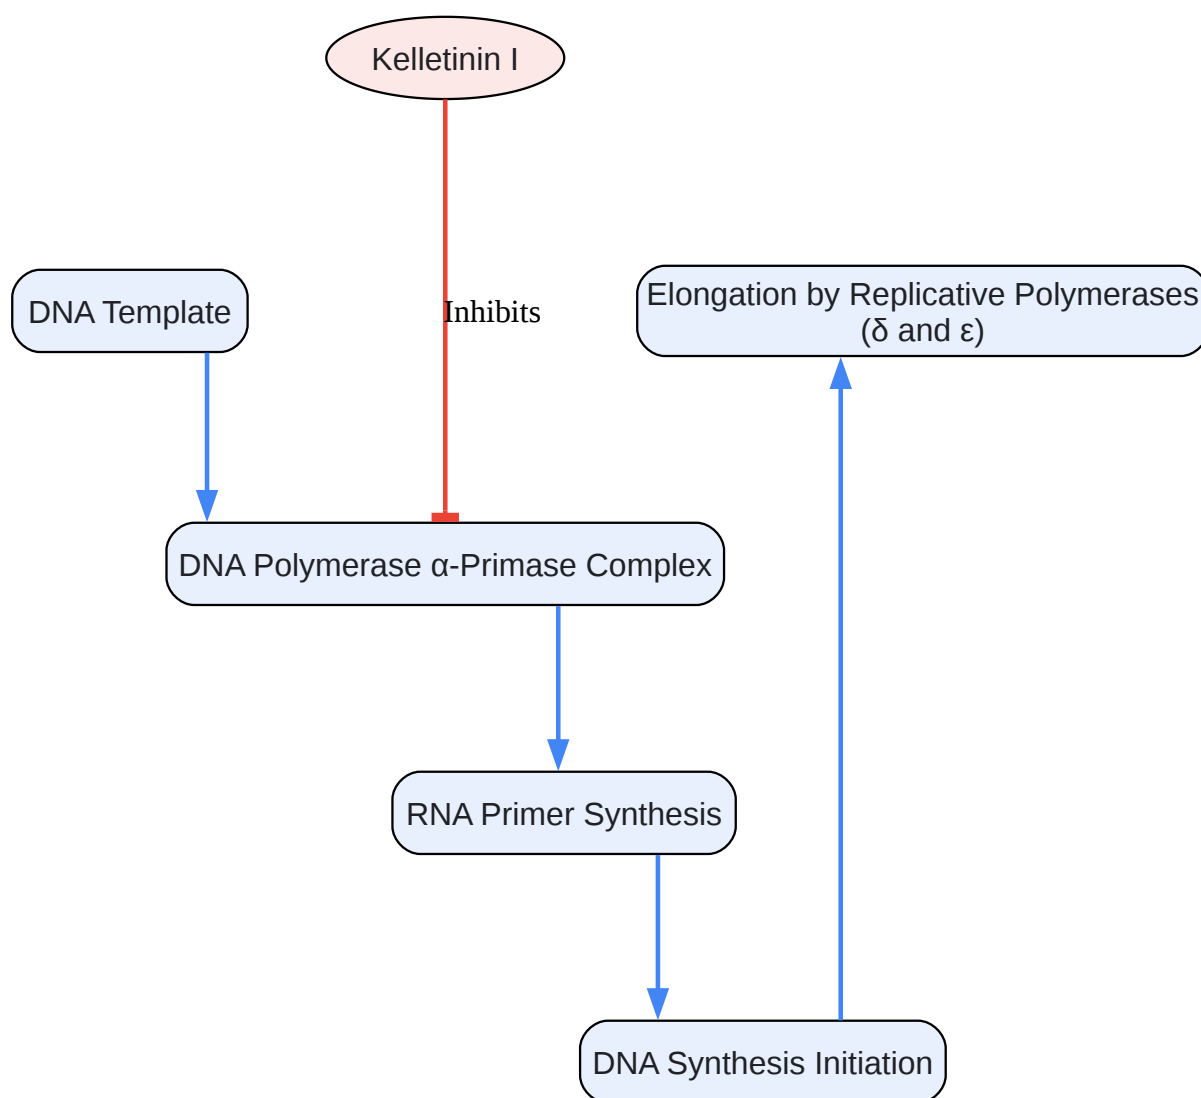 Kelletinin I
Inhibits
DNA Template
Elongation by Replicative Polymerases
(δ and ε)
DNA Polymerase α-Primase Complex
RNA Primer Synthesis
DNA Synthesis Initiation